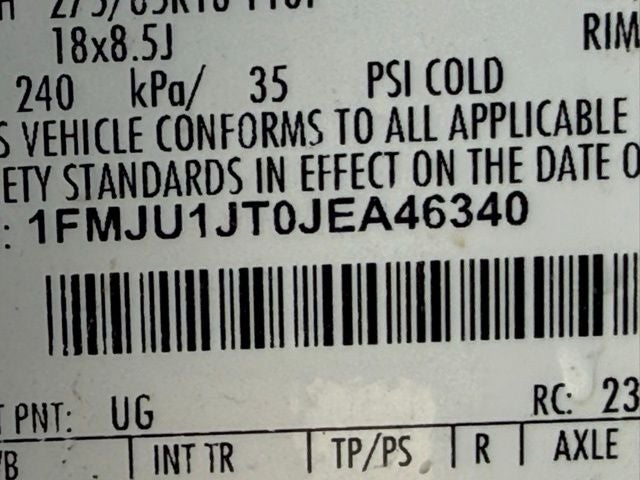 18x8.5J RIM
240 kPa/ 35 PSI COLD
S VEHICLE CONFORMS TO ALL APPLICABLE
ETY STANDARDS IN EFFECT ON THE DATE O
: 1FMJU1JT0JEA46340
T PNT: UG RC: 23
/B INT TR TP/PS R AXLE